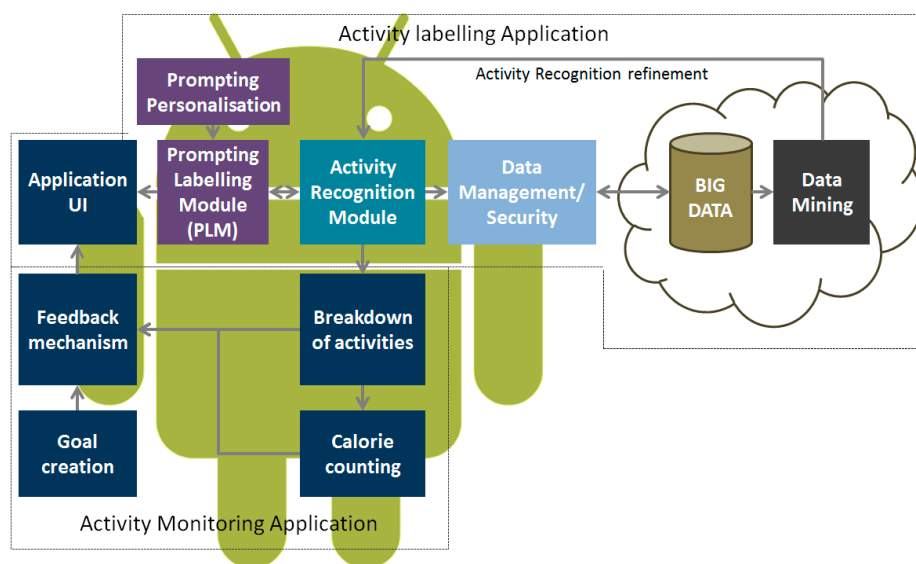 Activity labelling Application
Activity Recognition refinement
Prompting
Personalisation
Application
UI
Prompting
Labelling
Module
(PLM)
Activity
Recognition
Module
Data
Management/
Security
BIG
DATA
Data
Mining
Feedback
mechanism
Breakdown
of activities
Goal
creation
Calorie
counting
Activity Monitoring Application